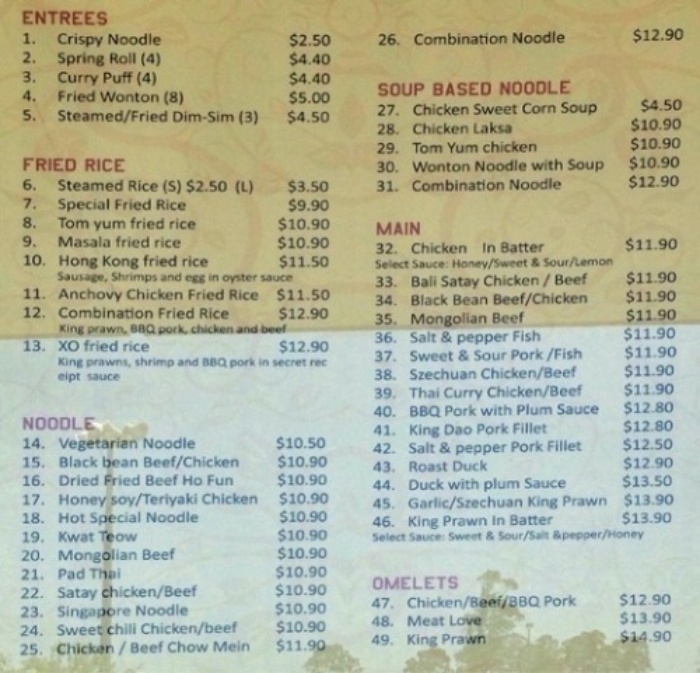 ENTREES
1. Crispy Noodle $2.50
2. Spring Roll (4) $4.40
3. Curry Puff (4) $4.40
4. Fried Wonton (8) $5.00
5. Steamed/Fried Dim-Sim (3) $4.50
FRIED RICE
6. Steamed Rice (S) $2.50 (L) $3.50
7. Special Fried Rice $9.90
8. Tom yum fried rice $10.90
9. Masala fried rice $10.90
10. Hong Kong fried rice $11.50
Sausage, Shrimps and egg in oyster sauce
11. Anchovy Chicken Fried Rice $11.50
12. Combination Fried Rice $12.90
King prawn, BBQ pork, chicken and beef
13. XO fried rice $12.90
King prawns, shrimp and BBQ pork in secret rec
eipt sauce
NOODLE
14. Vegetarian Noodle $10.50
15. Black bean Beef/Chicken $10.90
16. Dried Fried Beef Ho Fun $10.90
17. Honey soy/Teriyaki Chicken $10.90
18. Hot Special Noodle $10.90
19. Kwat Teow $10.90
20. Mongolian Beef $10.90
21. Pad Thai $10.90
22. Satay chicken/Beef $10.90
23. Singapore Noodle $10.90
24. Sweet chili Chicken/beef $10.90
25. Chicken / Beef Chow Mein $11.90
26. Combination Noodle $12.90
SOUP BASED NOODLE
27. Chicken Sweet Corn Soup $4.50
28. Chicken Laksa $10.90
29. Tom Yum chicken $10.90
30. Wonton Noodle with Soup $10.90
31. Combination Noodle $12.90
MAIN
32. Chicken In Batter $11.90
Select Sauce: Honey/Sweet & Sour/Lemon
33. Bali Satay Chicken / Beef $11.90
34. Black Bean Beef/Chicken $11.90
35. Mongolian Beef $11.90
36. Salt & pepper Fish $11.90
37. Sweet & Sour Pork /Fish $11.90
38. Szechuan Chicken/Beef $11.90
39. Thai Curry Chicken/Beef $11.90
40. BBQ Pork with Plum Sauce $12.80
41. King Dao Pork Fillet $12.80
42. Salt & pepper Pork Fillet $12.50
43. Roast Duck $12.90
44. Duck with plum Sauce $13.50
45. Garlic/Szechuan King Prawn $13.90
46. King Prawn In Batter $13.90
Select Sauce: Sweet & Sour/Salt &pepper/Honey
OMELETS
47. Chicken/Beef/BBQ Pork $12.90
48. Meat Love $13.90
49. King Prawn $14.90